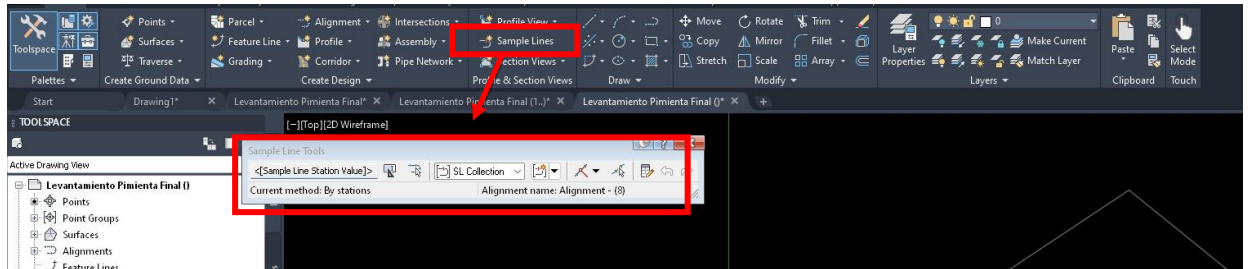 Toolspace
Points
Surfaces
Traverse
Parcel
Feature Line
Grading
Alignment
Profile
Corridor
Intersections
Assembly
Pipe Network
Profile View
Sample Lines
Section Views
Move
Copy
Stretch
Rotate
Mirror
Scale
Trim
Fillet
Array
Layer
Properties
0
Make Current
Match Layer
Paste
Select
Mode
Palettes
Create Ground Data
Create Design
Profile & Section Views
Draw
Modify
Layers
Clipboard
Touch
Start
Drawing1*
Levantamiento Pimienta Final*
Levantamiento Pimienta Final (1..)*
Levantamiento Pimienta Final ()*
TOOLSPACE
[−][Top][2D Wireframe]
Active Drawing View
Levantamiento Pimienta Final ()
Points
Point Groups
Surfaces
Alignments
Feature Lines
Sample Line Tools
<[Sample Line Station Value]>
SL Collection
Current method: By stations
Alignment name: Alignment - (8)